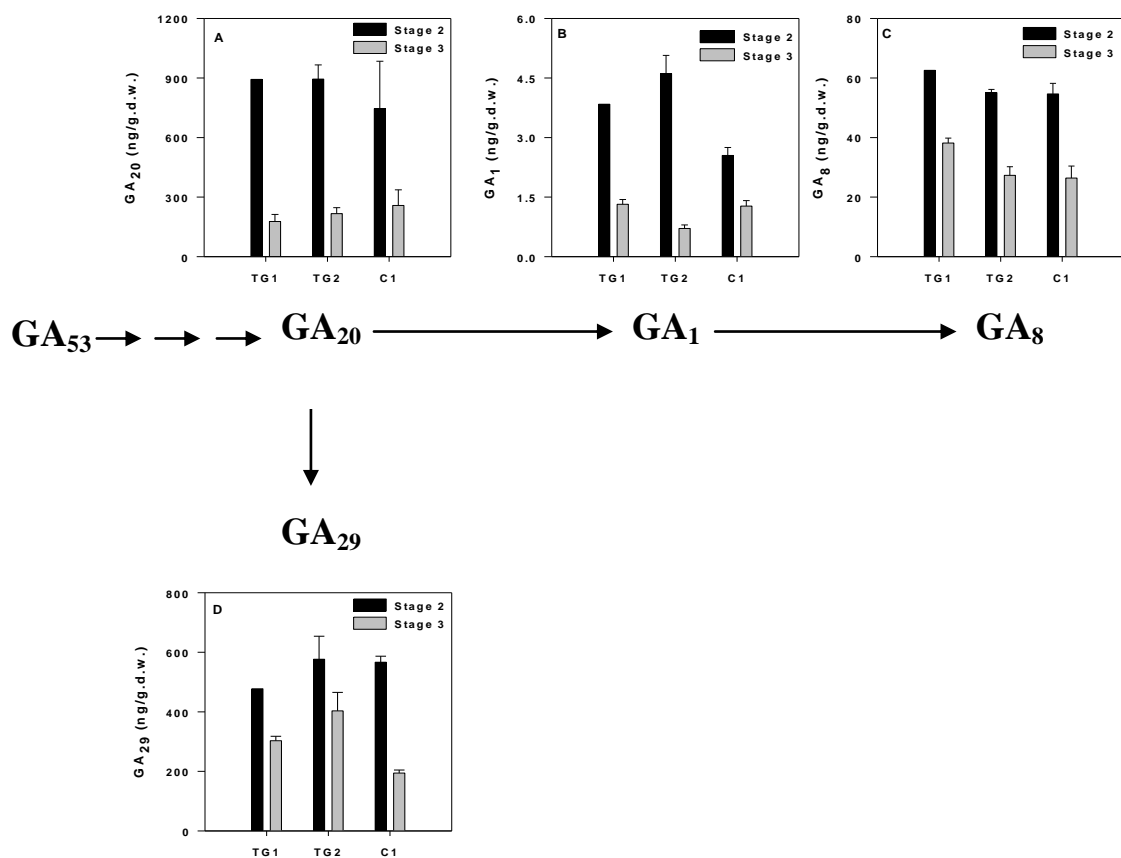 A
Stage 2
Stage 3
1200
900
600
300
0
GA20 (ng/g.d.w.)
TG1 TG2 C1
B
Stage 2
Stage 3
6.0
4.5
3.0
1.5
0.0
GA1 (ng/g.d.w.)
TG1 TG2 C1
C
Stage 2
Stage 3
80
60
40
20
0
GA8 (ng/g.d.w.)
TG1 TG2 C1
GA53 GA20 GA1 GA8
GA29
D
Stage 2
Stage 3
800
600
400
200
0
GA29 (ng/g.d.w.)
TG1 TG2 C1